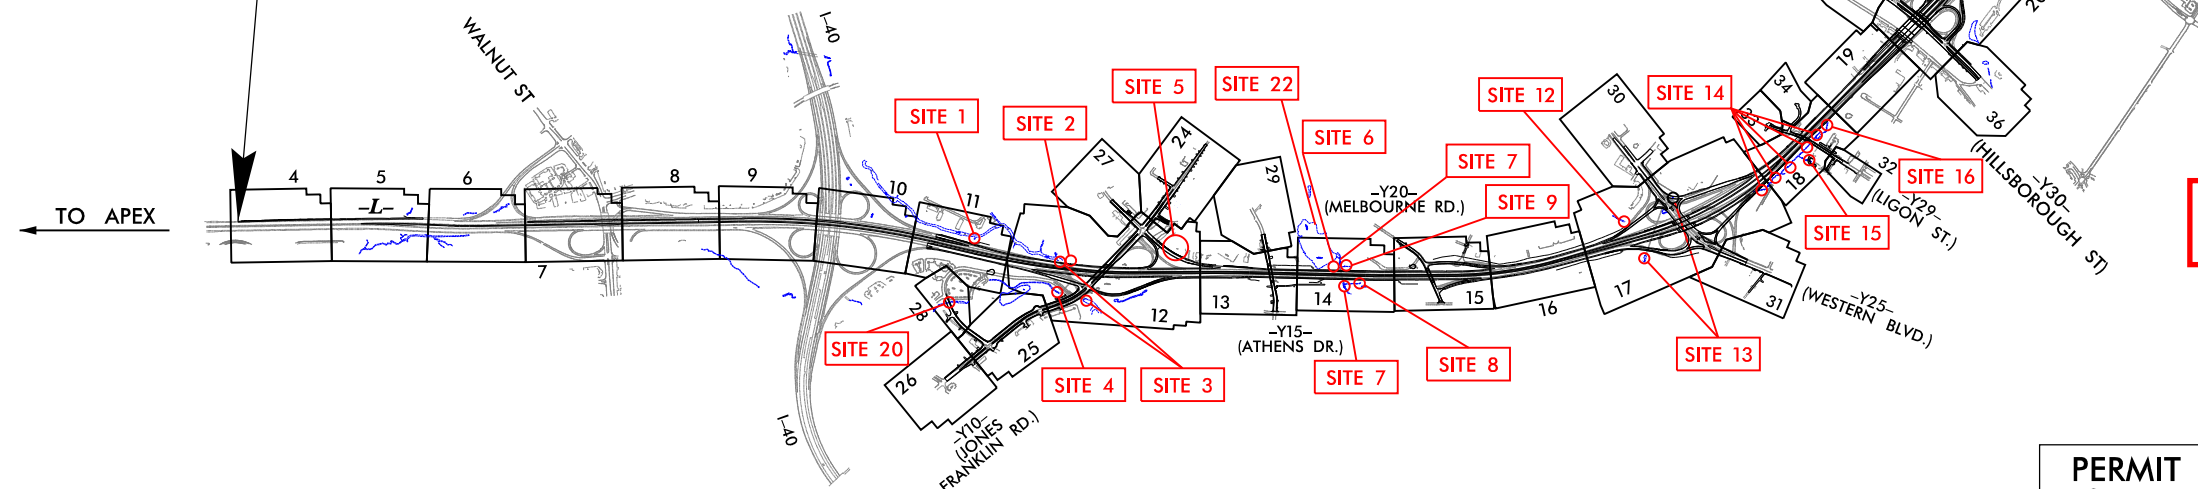 WALNUT ST
I-40
TO APEX
4
5
6
7
8
9
10
11
-L-
SITE 1
SITE 2
SITE 5
SITE 22
SITE 6
SITE 7
SITE 9
SITE 12
SITE 14
SITE 16
SITE 15
SITE 13
SITE 8
SITE 7
SITE 3
SITE 4
SITE 20
27
24
29
-Y20-
(MELBOURNE RD.)
30
34
33
19
20
36
32
18
-Y30-
(HILLSBOROUGH ST)
-Y29-
(LIGON ST.)
-Y25-
(WESTERN BLVD.)
31
17
16
15
14
13
12
-Y15-
(ATHENS DR.)
28
25
26
-Y10-
(JONES
FRANKLIN RD.)
I-40
PERMIT